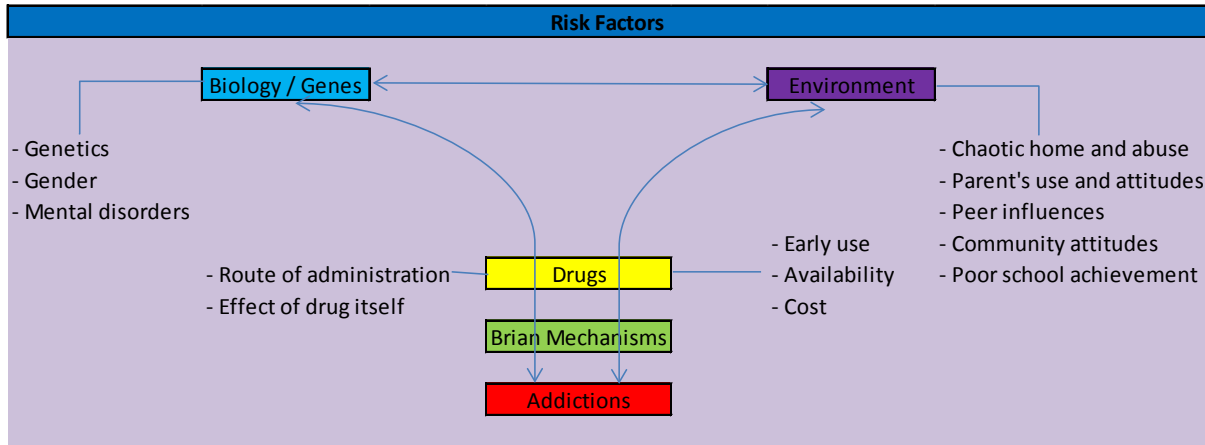 Risk Factors
Biology / Genes
Environment
- Genetics
- Gender
- Mental disorders
- Chaotic home and abuse
- Parent's use and attitudes
- Peer influences
- Community attitudes
- Poor school achievement
- Route of administration
- Effect of drug itself
Drugs
- Early use
- Availability
- Cost
Brian Mechanisms
Addictions